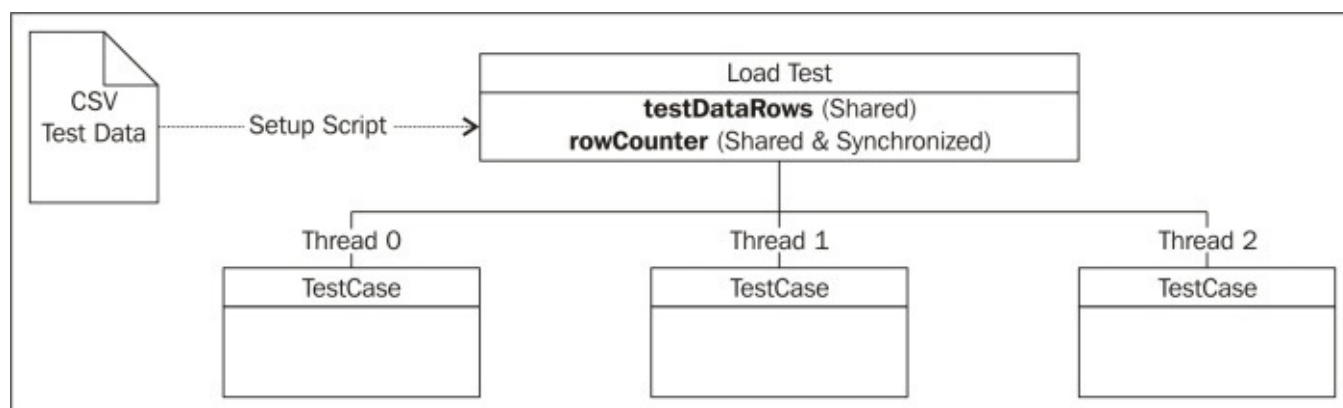 CSV
Test Data
Setup Script
Load Test
testDataRows (Shared)
rowCounter (Shared & Synchronized)
Thread 0
Thread 1
Thread 2
TestCase
TestCase
TestCase